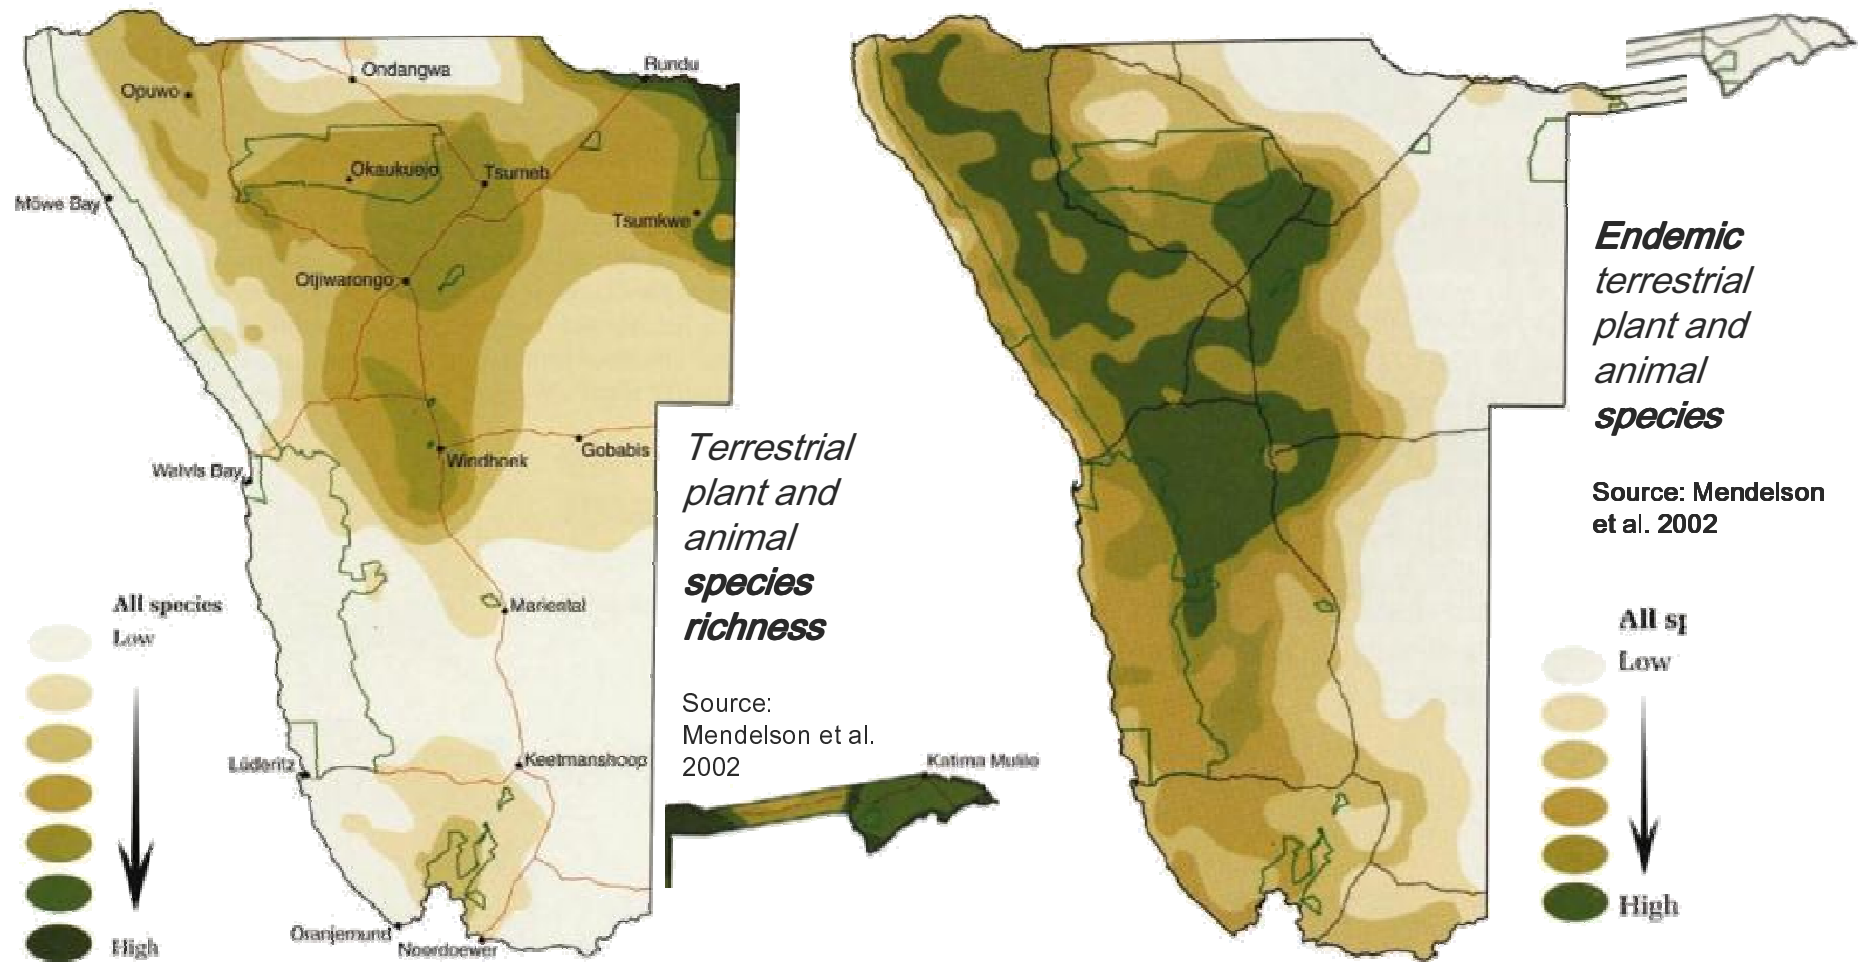 Ondangwa
Rundu
Opuwo
Okaukuejo
Tsumeb
Möwe Bay
Tsumkwe
Otjiwarongo
Windhoek
Gobabis
Walvis Bay
Mariental
Lüderitz
Keetmanshoop
Oranjemund
Noordoewer
All species
Low
High
Terrestrial
plant and
animal
species
richness
Source:
Mendelson et al.
2002
Katima Mulilo
Endemic
terrestrial
plant and
animal
species
Source: Mendelson
et al. 2002
All sp
Low
High